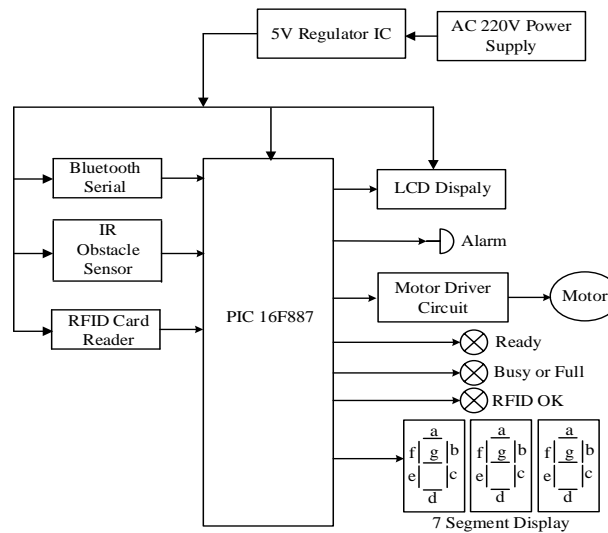 5V Regulator IC
AC 220V Power
Supply
Bluetooth
Serial
IR
Obstacle
Sensor
RFID Card
Reader
PIC 16F887
LCD Dispaly
Alarm
Motor Driver
Circuit
Motor
Ready
Busy or Full
RFID OK
a a a
f g b f g b f g b
e c e c e c
d d d
7 Segment Display